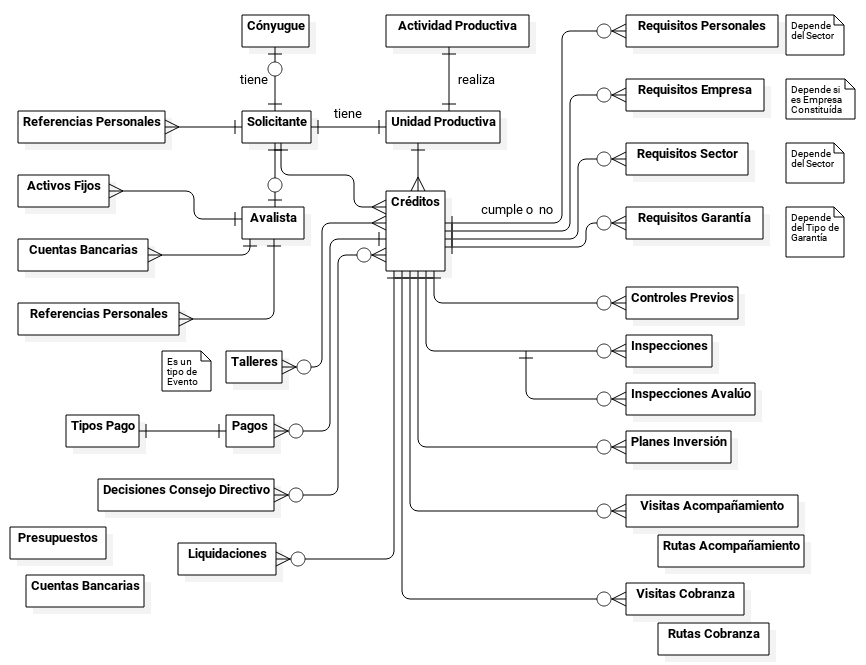 Cónyugue
Actividad Productiva
Requisitos Personales
Depende
del Sector
tiene
realiza
Requisitos Empresa
Depende si
es Empresa
Constituída
Referencias Personales
Solicitante
tiene
Unidad Productiva
Requisitos Sector
Depende
del Sector
Activos Fijos
Avalista
Créditos
cumple o no
Requisitos Garantía
Depende
del Tipo de
Garantía
Cuentas Bancarias
Referencias Personales
Controles Previos
Es un
tipo de
Evento
Talleres
Inspecciones
Inspecciones Avalúo
Tipos Pago
Pagos
Planes Inversión
Decisiones Consejo Directivo
Visitas Acompañamiento
Presupuestos
Liquidaciones
Rutas Acompañamiento
Cuentas Bancarias
Visitas Cobranza
Rutas Cobranza